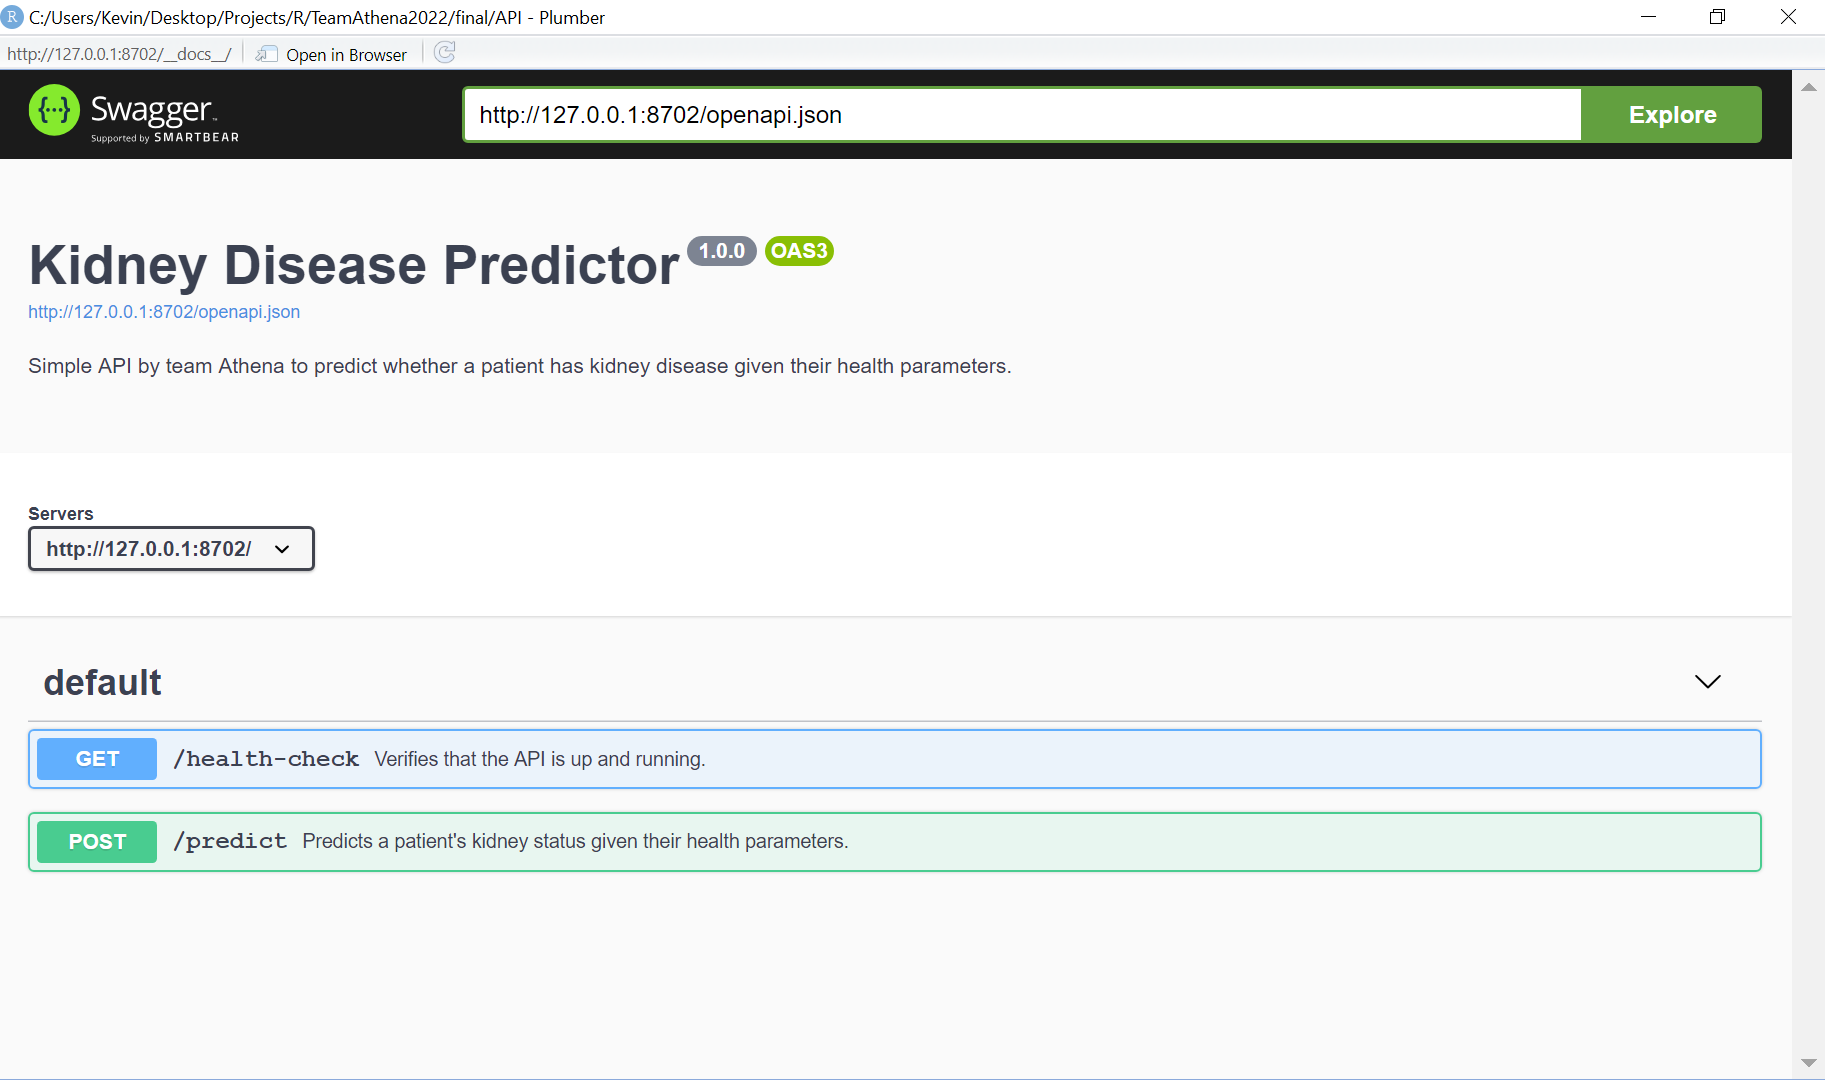 R C:/Users/Kevin/Desktop/Projects/R/TeamAthena2022/final/API - Plumber
http://127.0.0.1:8702/__docs__/ Open in Browser
{···} Swagger™ http://127.0.0.1:8702/openapi.json Explore
Supported by SMARTBEAR
Kidney Disease Predictor 1.0.0 OAS3
http://127.0.0.1:8702/openapi.json
Simple API by team Athena to predict whether a patient has kidney disease given their health parameters.
Servers
http://127.0.0.1:8702/
default
GET /health-check Verifies that the API is up and running.
POST /predict Predicts a patient's kidney status given their health parameters.